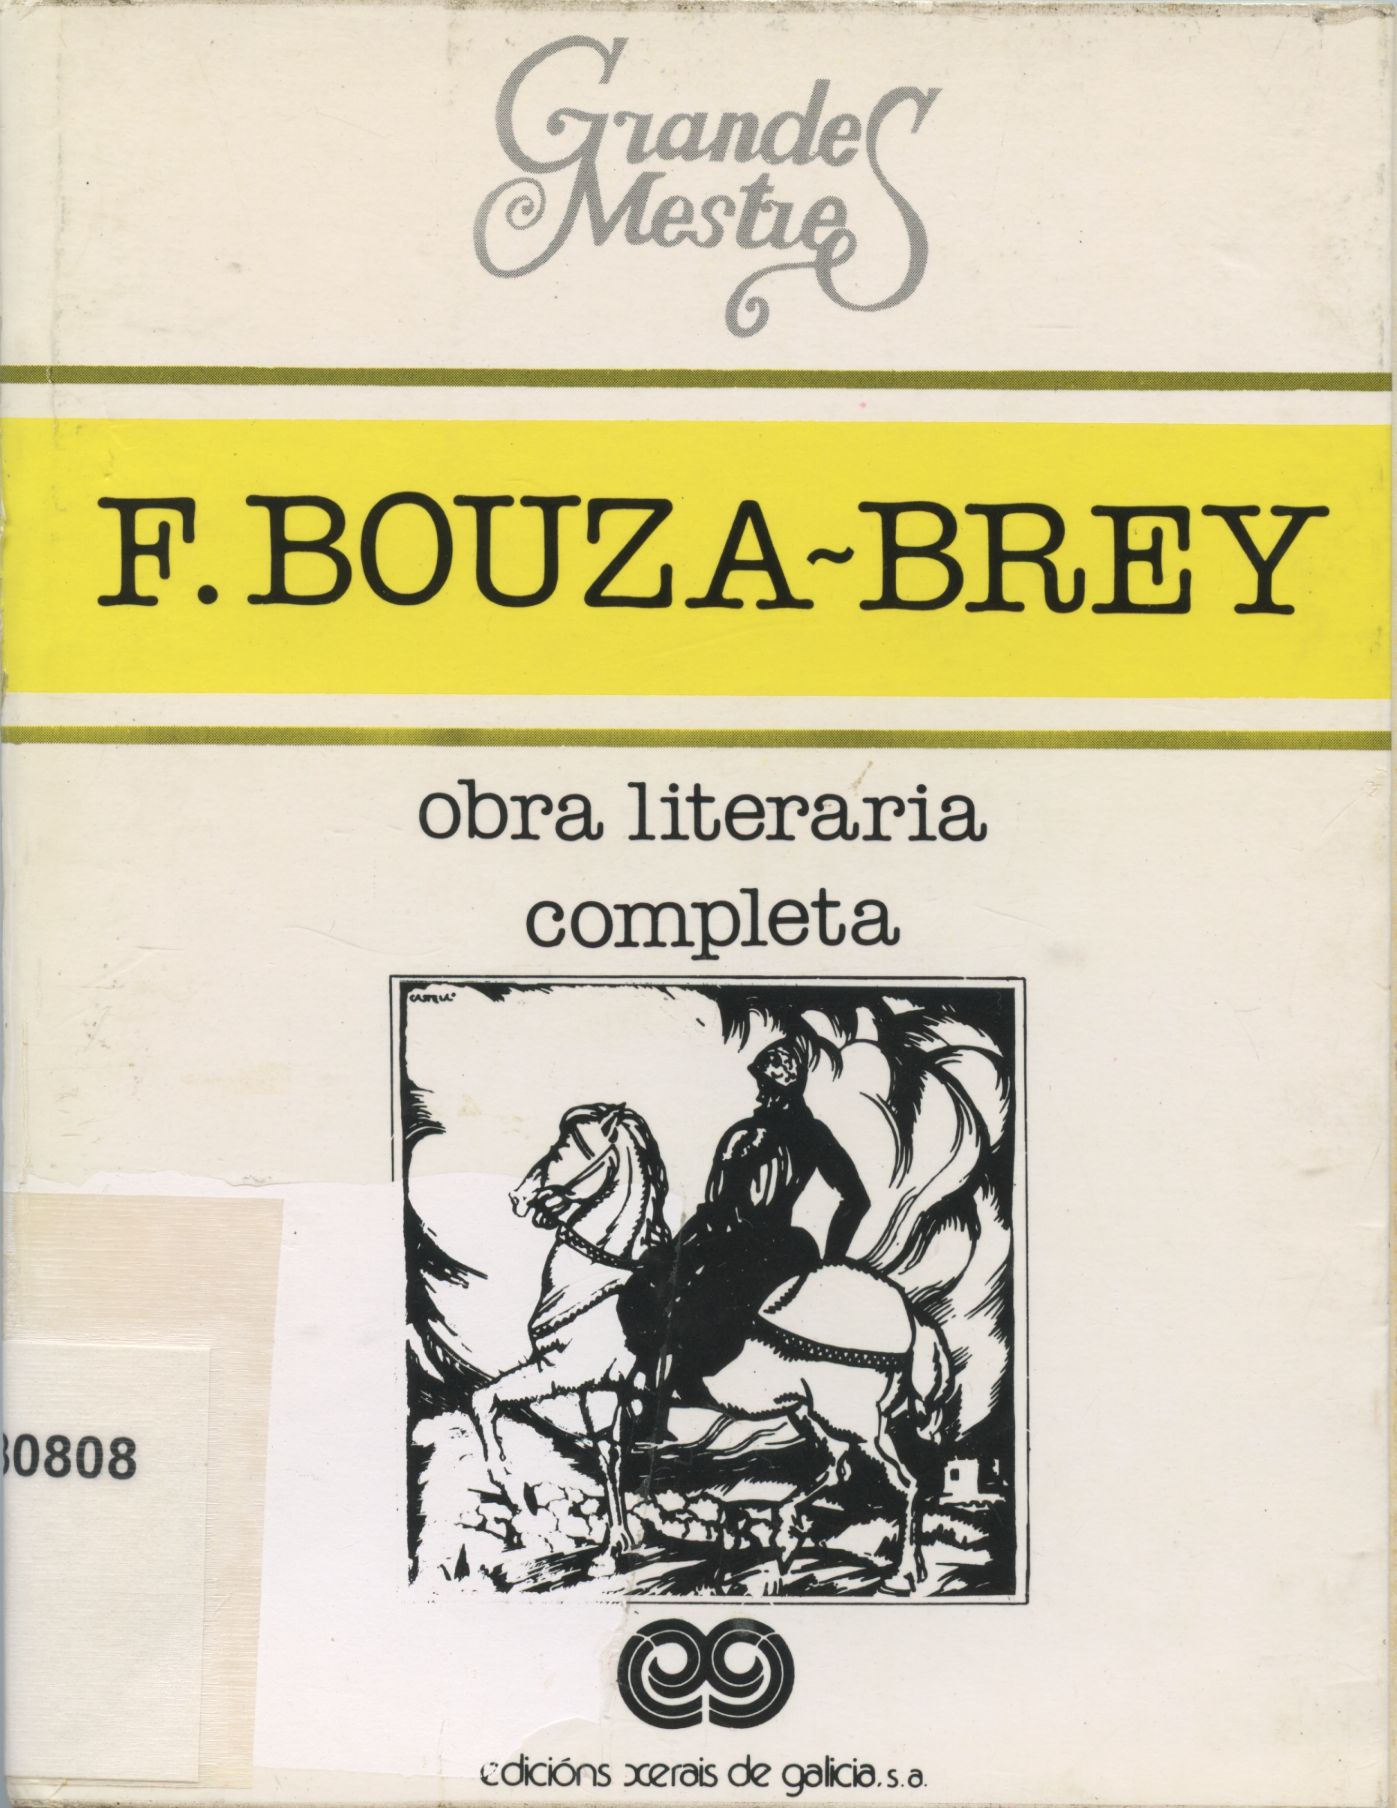 Grandes
Mestres
F. BOUZA-BREY
obra literaria
completa
CASTELAO
30808
edicións xerais de galicia, s.a.